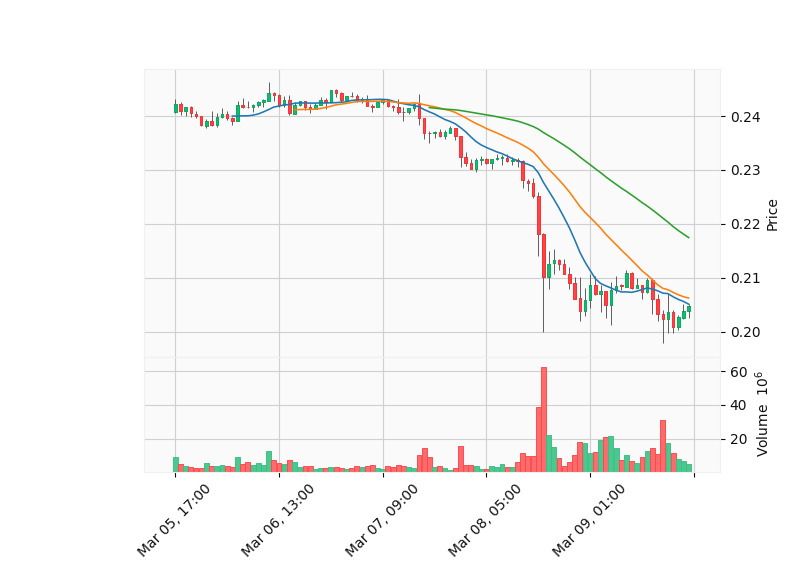 0.24
0.23
0.22
0.21
0.20
Price
60
40
20
Volume 10^6
Mar 05, 17:00
Mar 06, 13:00
Mar 07, 09:00
Mar 08, 05:00
Mar 09, 01:00